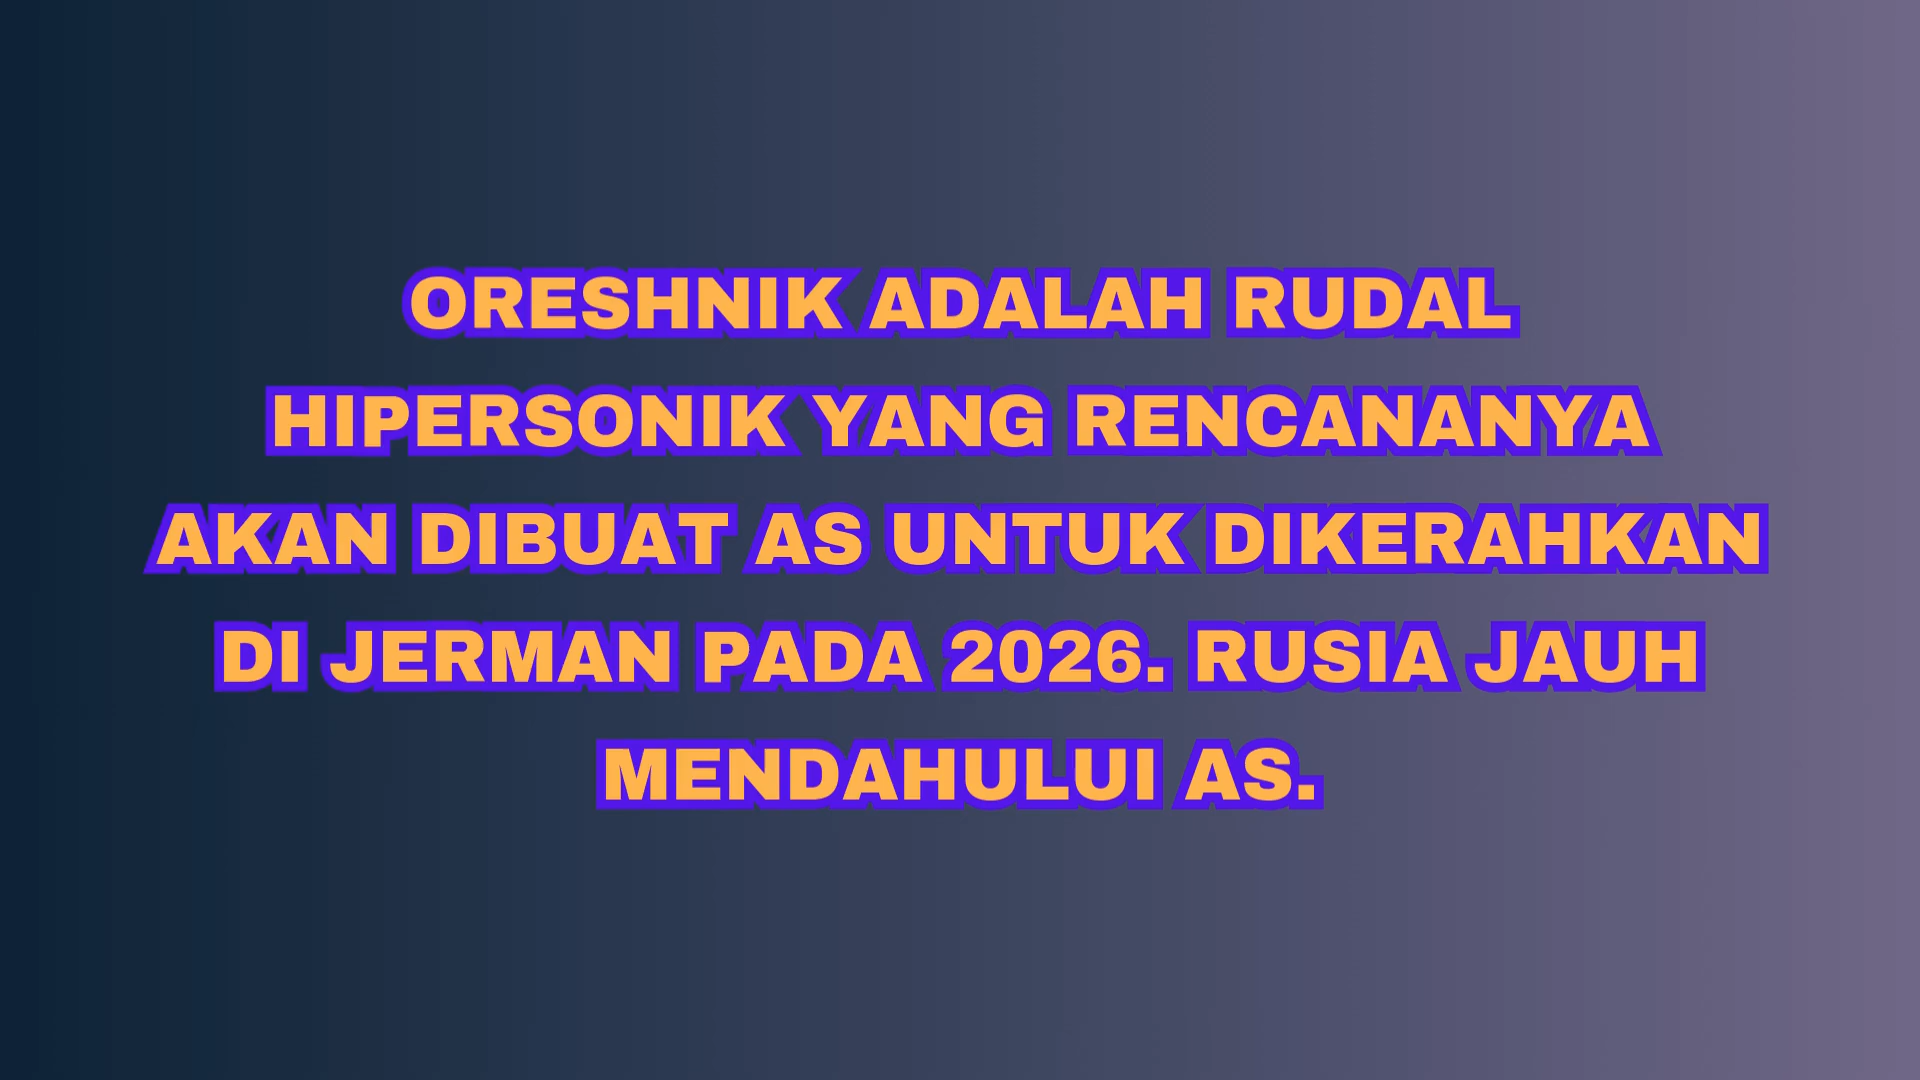 ORESHNIK ADALAH RUDAL
HIPERSONIK YANG RENCANANYA
AKAN DIBUAT AS UNTUK DIKERAHKAN
DI JERMAN PADA 2026. RUSIA JAUH
MENDAHULUI AS.